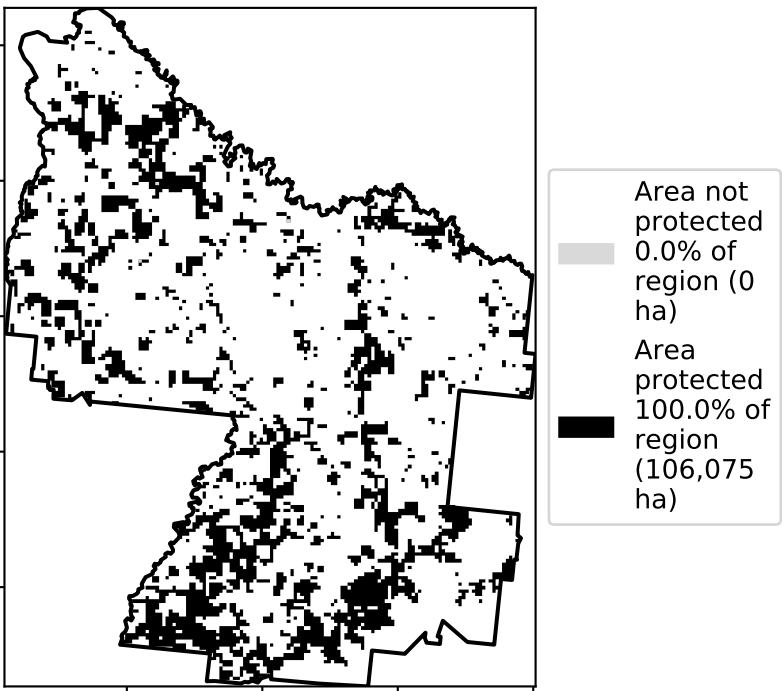 Area not
protected
0.0% of
region (0
ha)
Area
protected
100.0% of
region
(106,075
ha)